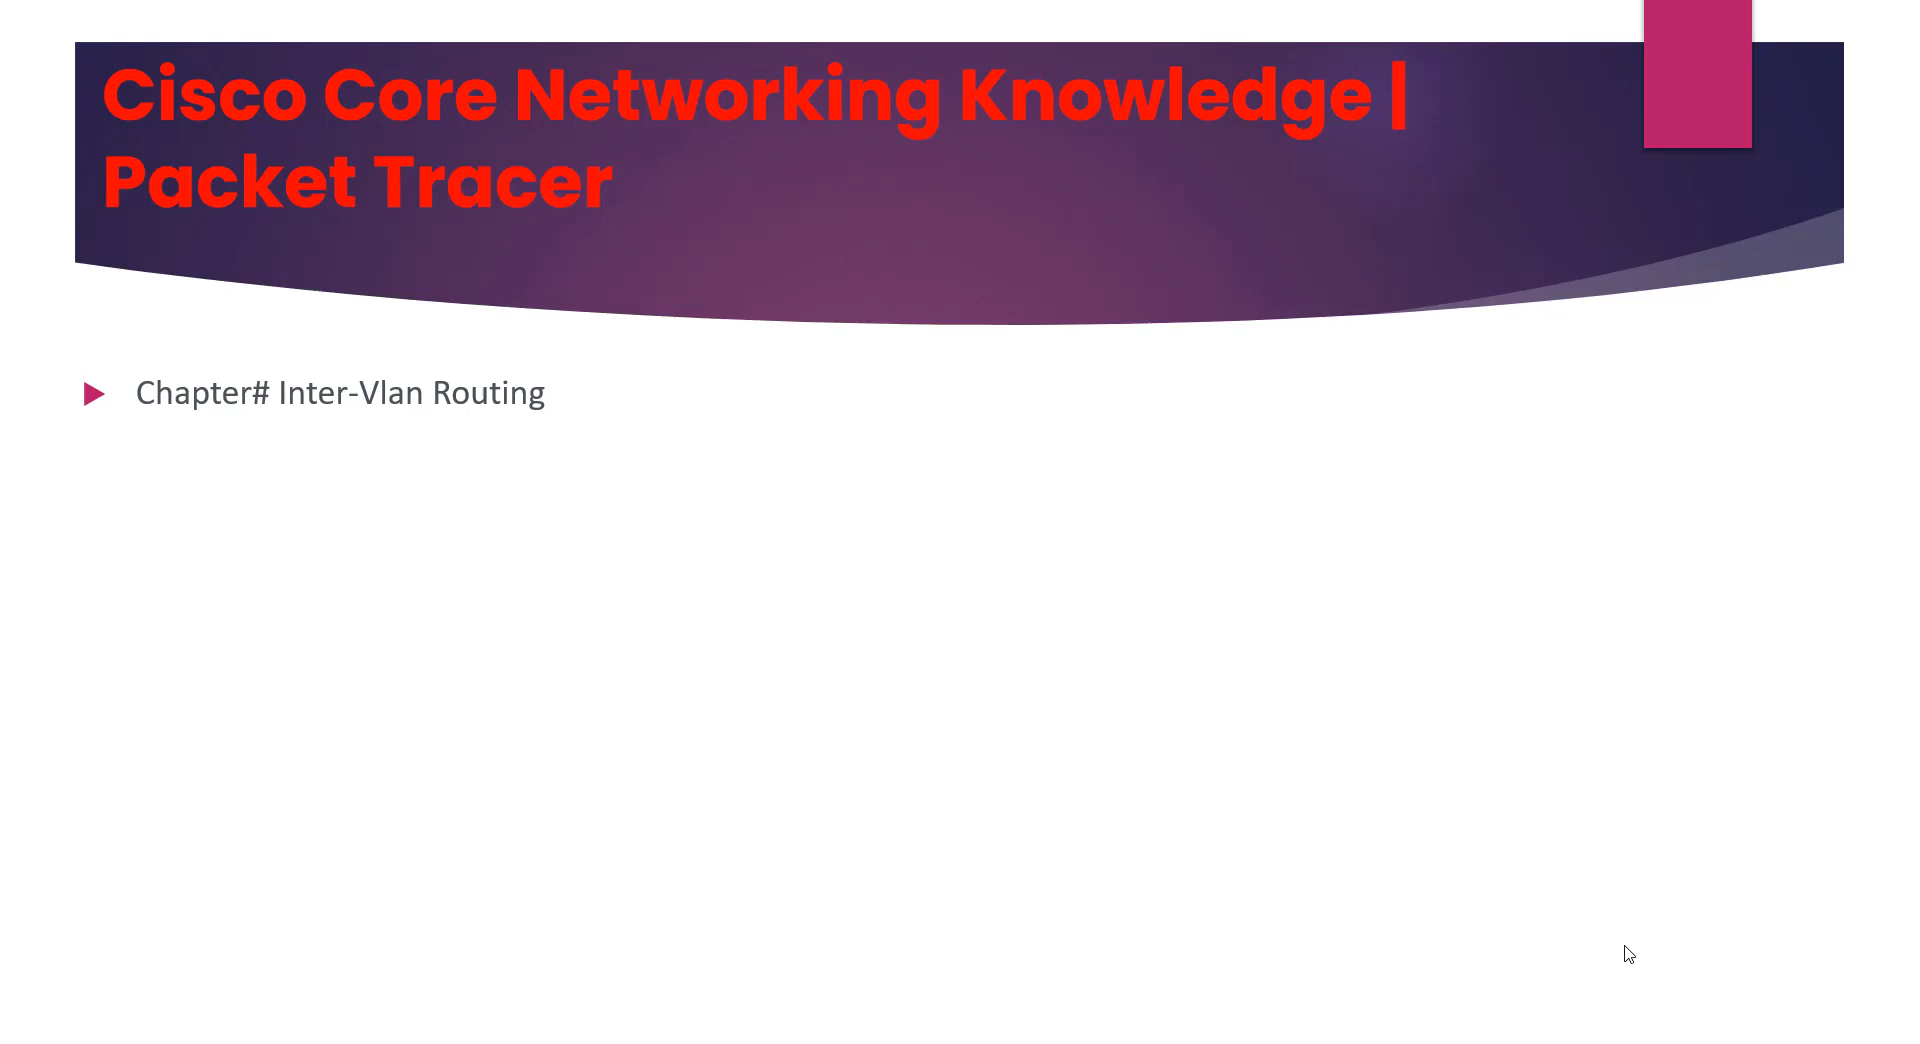 Cisco Core Networking Knowledge |
Packet Tracer
Chapter# Inter-Vlan Routing